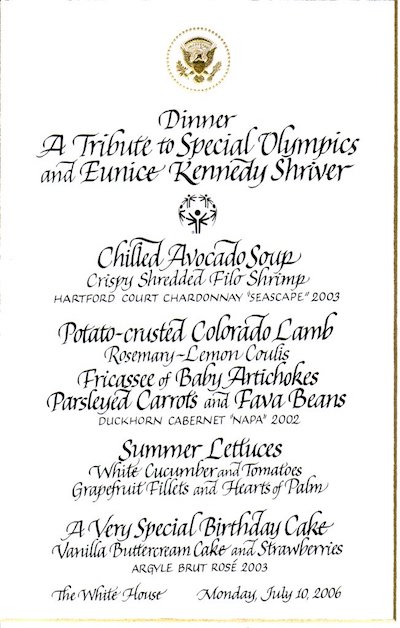 Dinner
A Tribute to Special Olympics
and Eunice Kennedy Shriver
Chilled Avocado Soup
Crispy Shredded Filo Shrimp
HARTFORD COURT CHARDONNAY "SEASCAPE" 2003
Potato-crusted Colorado Lamb
Rosemary-Lemon Coulis
Fricassee of Baby Artichokes
Parsleyed Carrots and Fava Beans
DUCKHORN CABERNET "NAPA" 2002
Summer Lettuces
White Cucumber and Tomatoes
Grapefruit Fillets and Hearts of Palm
A Very Special Birthday Cake
Vanilla Buttercream Cake and Strawberries
ARGYLE BRUT ROSÉ 2003
The White House Monday, July 10, 2006